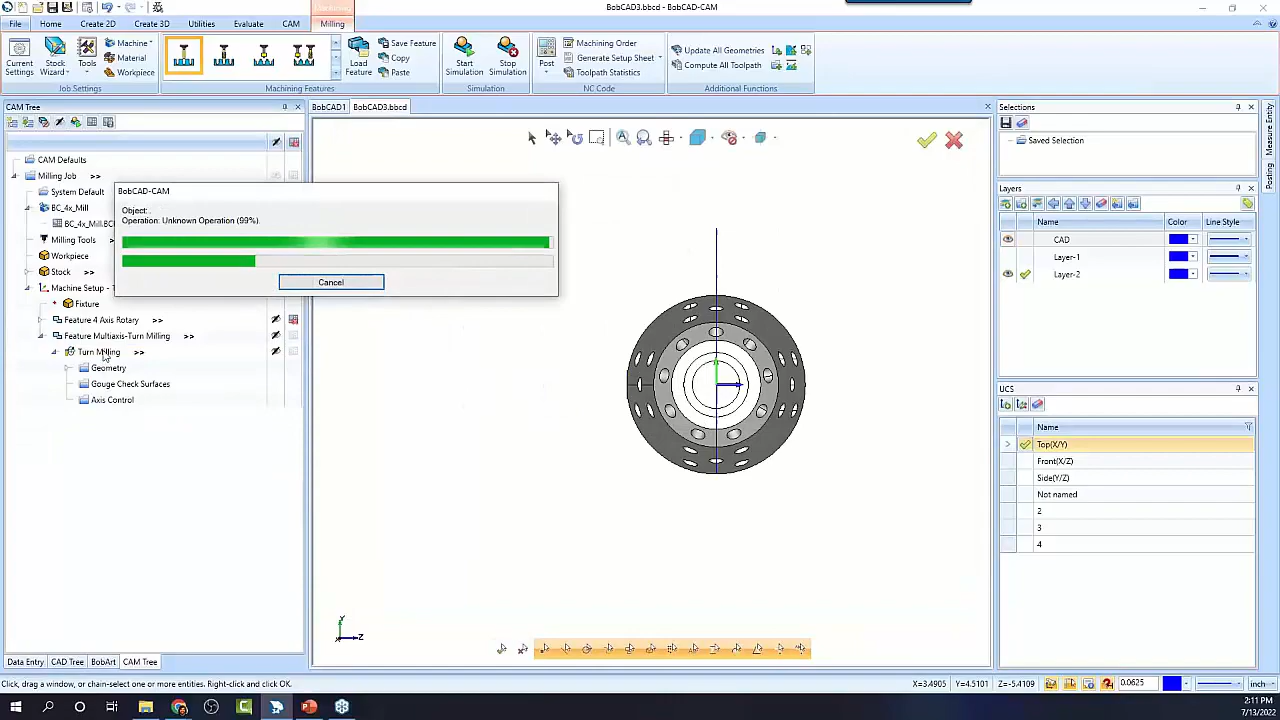 BobCAD3.bbcd - BobCAD-CAM
Machining
File Home Create 2D Create 3D Utilities Evaluate CAM Milling
Current Settings
Stock Wizard
Tools
Machine
Material
Workpiece
Load Feature
Save Feature
Copy
Paste
Start Simulation
Stop Simulation
Post
Machining Order
Generate Setup Sheet
Toolpath Statistics
Update All Geometries
Compute All Toolpath
Job Settings
Machining Features
Simulation
NC Code
Additional Functions
CAM Tree
BobCAD1 BobCAD3.bbcd
CAM Defaults
Milling Job >>
System Default
BC_4x_Mill
BC_4x_Mill.BC
Milling Tools
Workpiece
Stock >>
Machine Setup - 1
Fixture
Feature 4 Axis Rotary >>
Feature Multiaxis-Turn Milling >>
Turn Milling >>
Geometry
Gouge Check Surfaces
Axis Control
BobCAD-CAM
Object: .
Operation: Unknown Operation (99%).
Cancel
Y
Z
Selections
Saved Selection
Layers
Name Color Line Style
CAD
Layer-1
Layer-2
UCS
Name
Top(X/Y)
Front(X/Z)
Side(Y/Z)
Not named
2
3
4
Measure Entity
Posting
Data Entry CAD Tree BobArt CAM Tree
Click, drag a window, or chain-select one or more entities. Right-click and click OK.
X=3.4905 Y=4.5101 Z=-5.4109
0.0625
inch
2:11 PM
7/13/2022